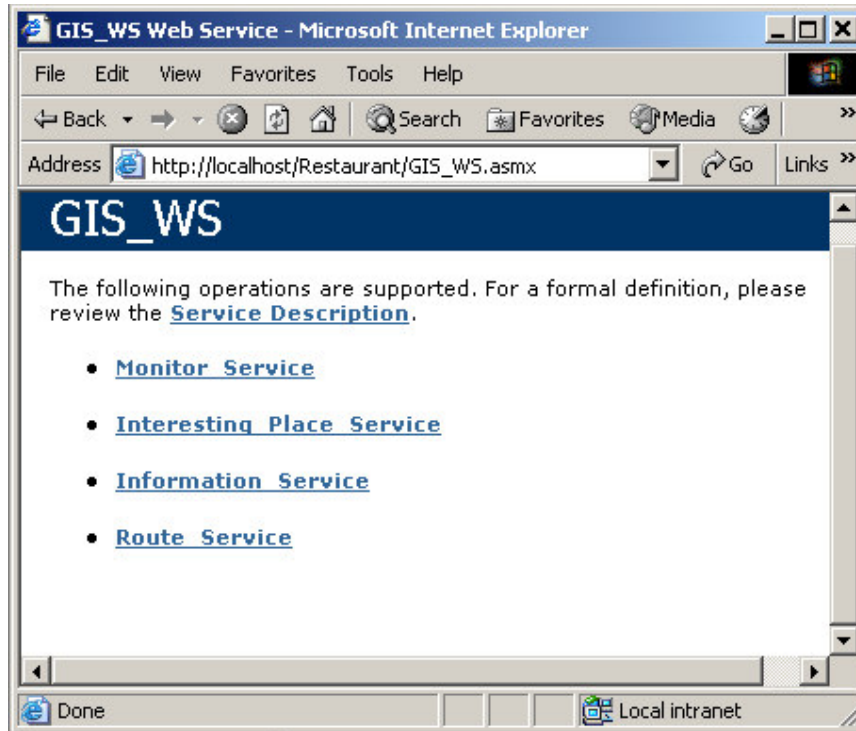 GIS_WS Web Service - Microsoft Internet Explorer
File Edit View Favorites Tools Help
Back Search Favorites Media »
Address http://localhost/Restaurant/GIS_WS.asmx Go Links »
GIS_WS
The following operations are supported. For a formal definition, please
review the Service Description.
• Monitor_Service
• Interesting_Place_Service
• Information_Service
• Route_Service
Done Local intranet